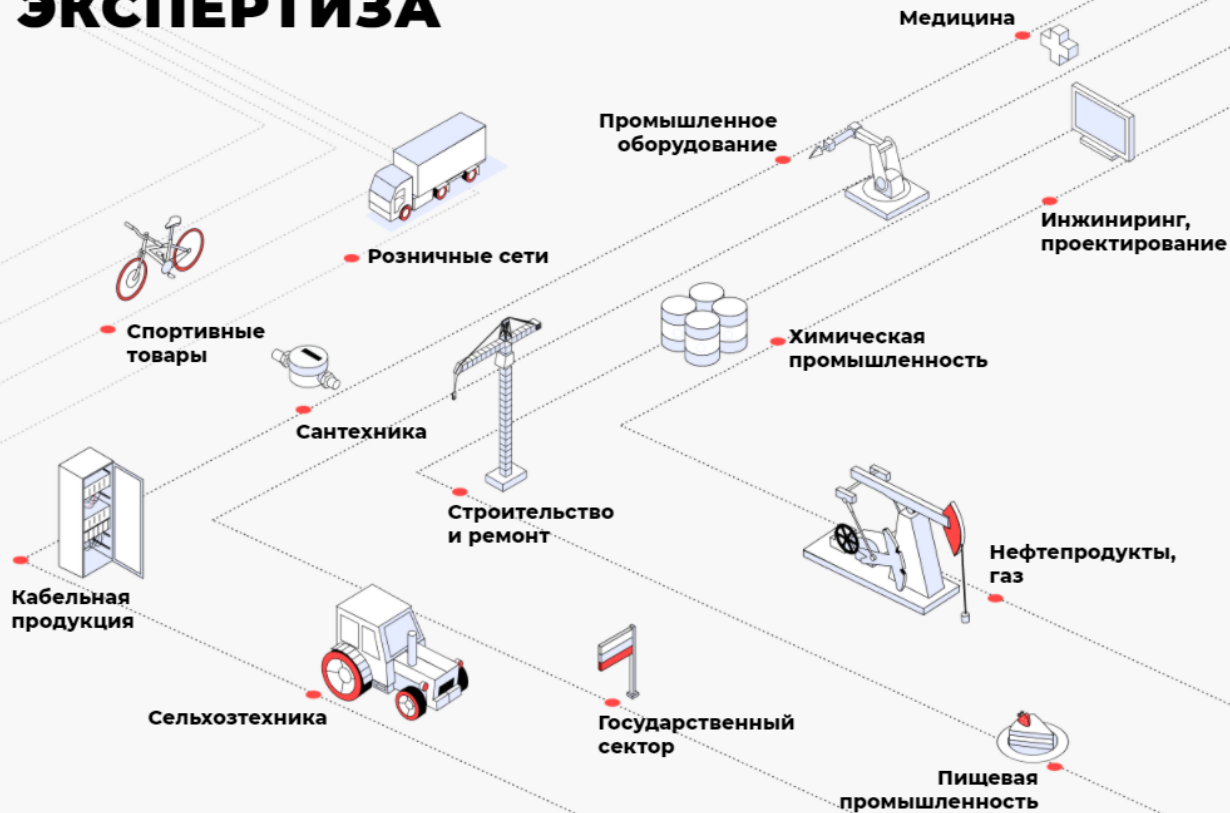 ЭКСПЕРТИЗА
Медицина
Промышленное
оборудование
Инжиниринг,
проектирование
Розничные сети
Спортивные
товары
Химическая
промышленность
Сантехника
Строительство
и ремонт
Нефтепродукты,
газ
Кабельная
продукция
Сельхозтехника
Государственный
сектор
Пищевая
промышленность